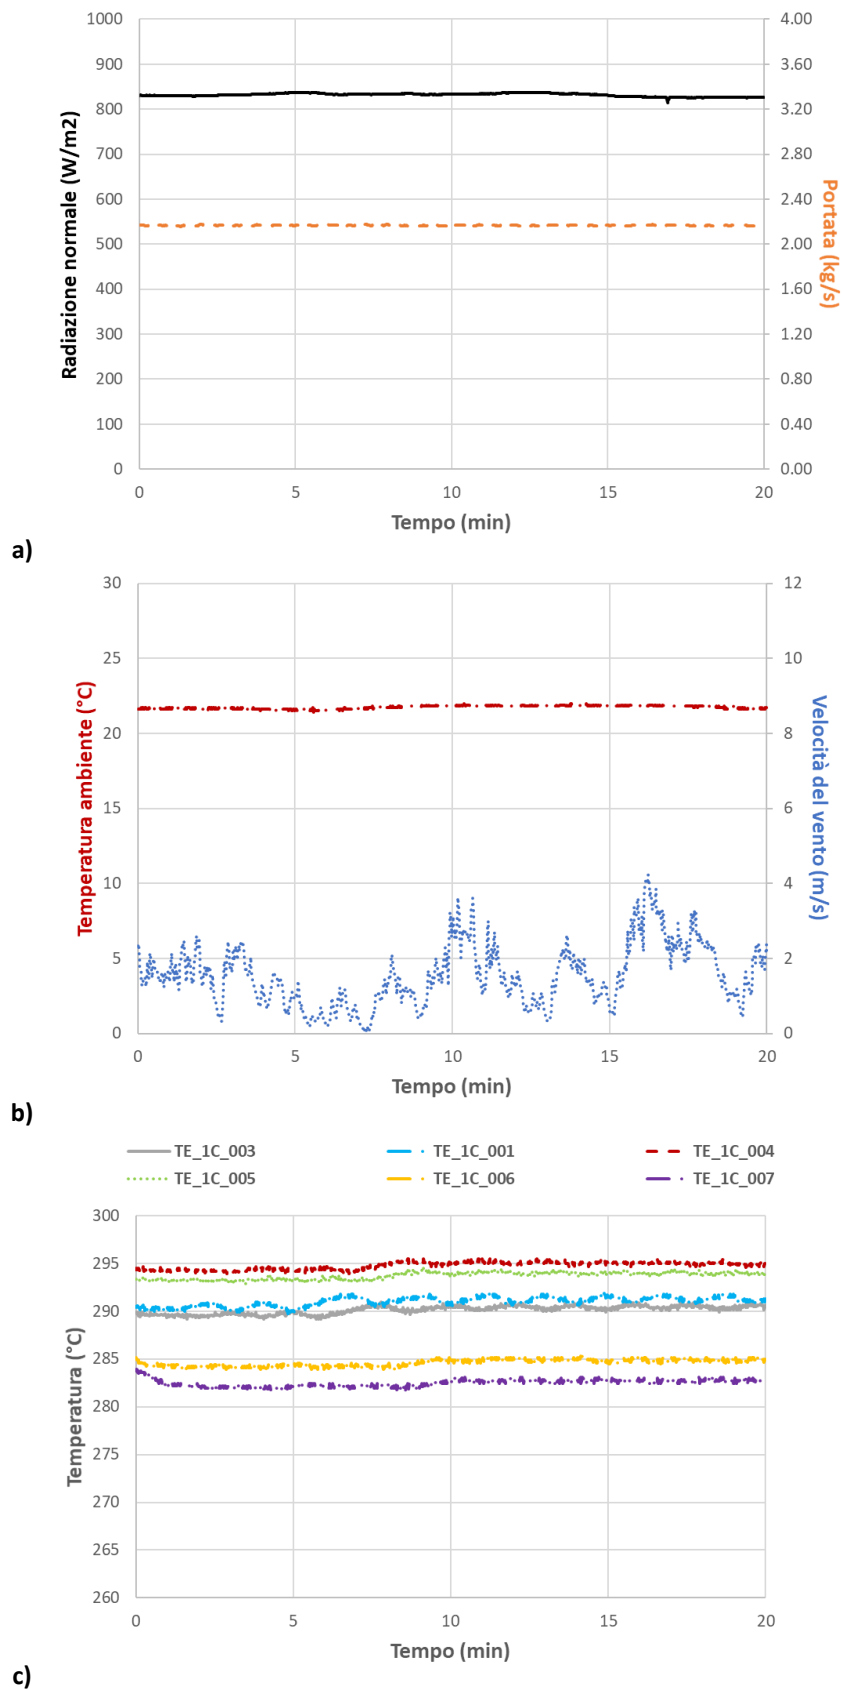 1000
900
800
700
600
500
400
300
200
100
0
Radiazione normale (W/m2)
4.00
3.60
3.20
2.80
2.40
2.00
1.60
1.20
0.80
0.40
0.00
Portata (kg/s)
0 5 10 15 20
Tempo (min)
a)
30
25
20
15
10
5
0
Temperatura ambiente (°C)
12
10
8
6
4
2
0
Velocità del vento (m/s)
0 5 10 15 20
Tempo (min)
b)
TE_1C_003 TE_1C_001 TE_1C_004
TE_1C_005 TE_1C_006 TE_1C_007
300
295
290
285
280
275
270
265
260
Temperatura (°C)
0 5 10 15 20
Tempo (min)
c)